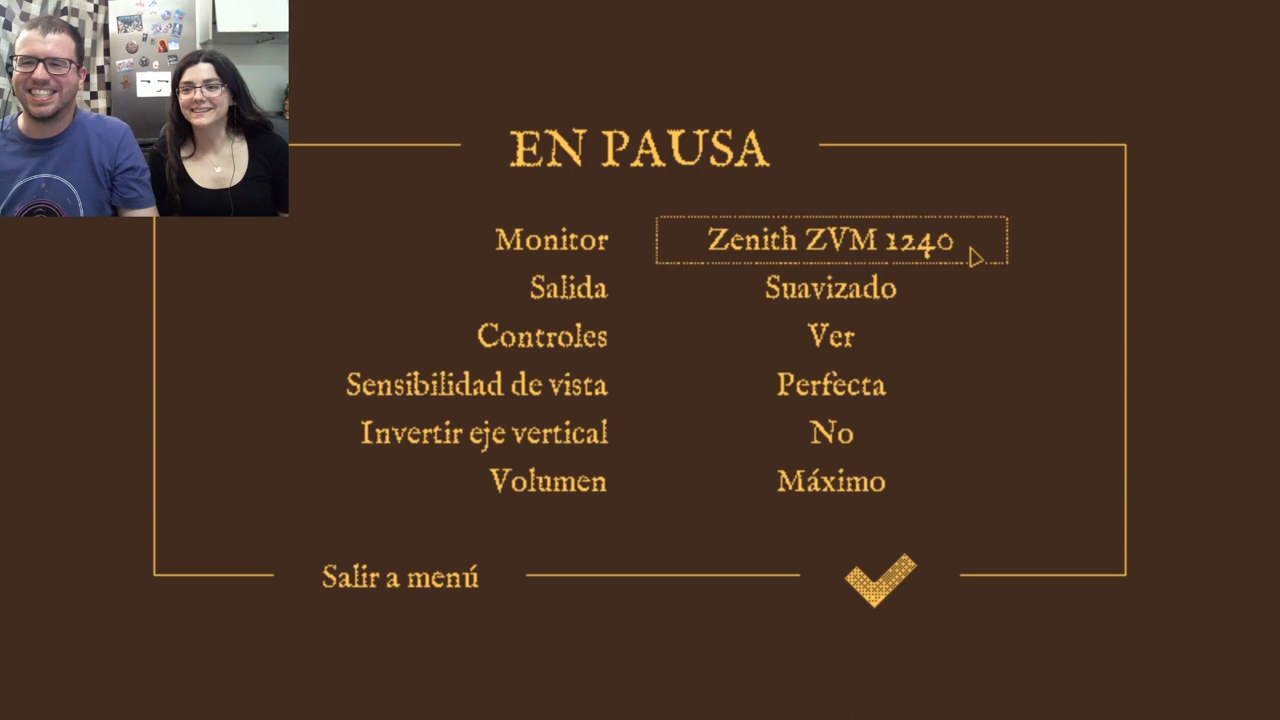 EN PAUSA
Monitor Zenith ZVM 1240
Salida Suavizado
Controles Ver
Sensibilidad de vista Perfecta
Invertir eje vertical No
Volumen Máximo
Salir a menú